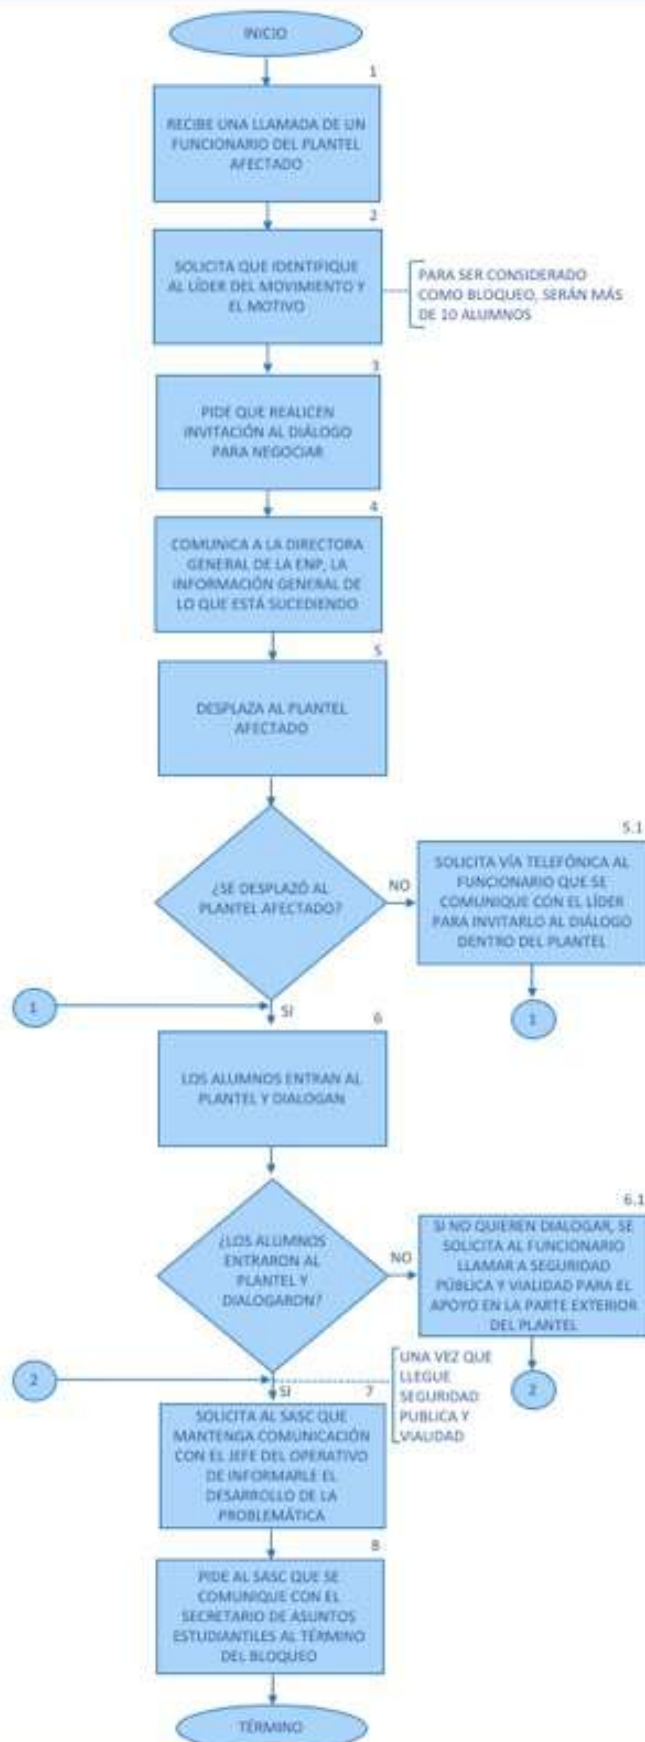 INICIO
1
RECIBE UNA LLAMADA DE UN
FUNCIONARIO DEL PLANTEL
AFECTADO
2
SOLICITA QUE IDENTIFIQUE
AL LÍDER DEL MOVIMIENTO Y
EL MOTIVO
PARA SER CONSIDERADO
COMO BLOQUEO, SERÁN MÁS
DE 10 ALUMNOS
3
PIDE QUE REALICEN
INVITACIÓN AL DIÁLOGO
PARA NEGOCIAR
4
COMUNICA A LA DIRECTORA
GENERAL DE LA ENP, LA
INFORMACIÓN GENERAL DE
LO QUE ESTÁ SUCEDIENDO
5
DESPLAZA AL PLANTEL
AFECTADO
¿SE DESPLAZÓ AL
PLANTEL AFECTADO?
NO
5.1
SOLICITA VÍA TELEFÓNICA AL
FUNCIONARIO QUE SE
COMUNIQUE CON EL LÍDER
PARA INVITARLO AL DIÁLOGO
DENTRO DEL PLANTEL
1
1
SI
6
LOS ALUMNOS ENTRAN AL
PLANTEL Y DIALOGAN
¿LOS ALUMNOS
ENTRARON AL
PLANTEL Y
DIALOGARON?
NO
6.1
SI NO QUIEREN DIALOGAR, SE
SOLICITA AL FUNCIONARIO
LLAMAR A SEGURIDAD
PÚBLICA Y VIALIDAD PARA EL
APOYO EN LA PARTE EXTERIOR
DEL PLANTEL
2
2
UNA VEZ QUE
LLEGUE
SEGURIDAD
PUBLICA Y
VIALIDAD
SI
7
SOLICITA AL SASC QUE
MANTENGA COMUNICACIÓN
CON EL JEFE DEL OPERATIVO
DE INFORMARLE EL
DESARROLLO DE LA
PROBLEMÁTICA
8
PIDE AL SASC QUE SE
COMUNIQUE CON EL
SECRETARIO DE ASUNTOS
ESTUDIANTILES AL TÉRMINO
DEL BLOQUEO
TÉRMINO